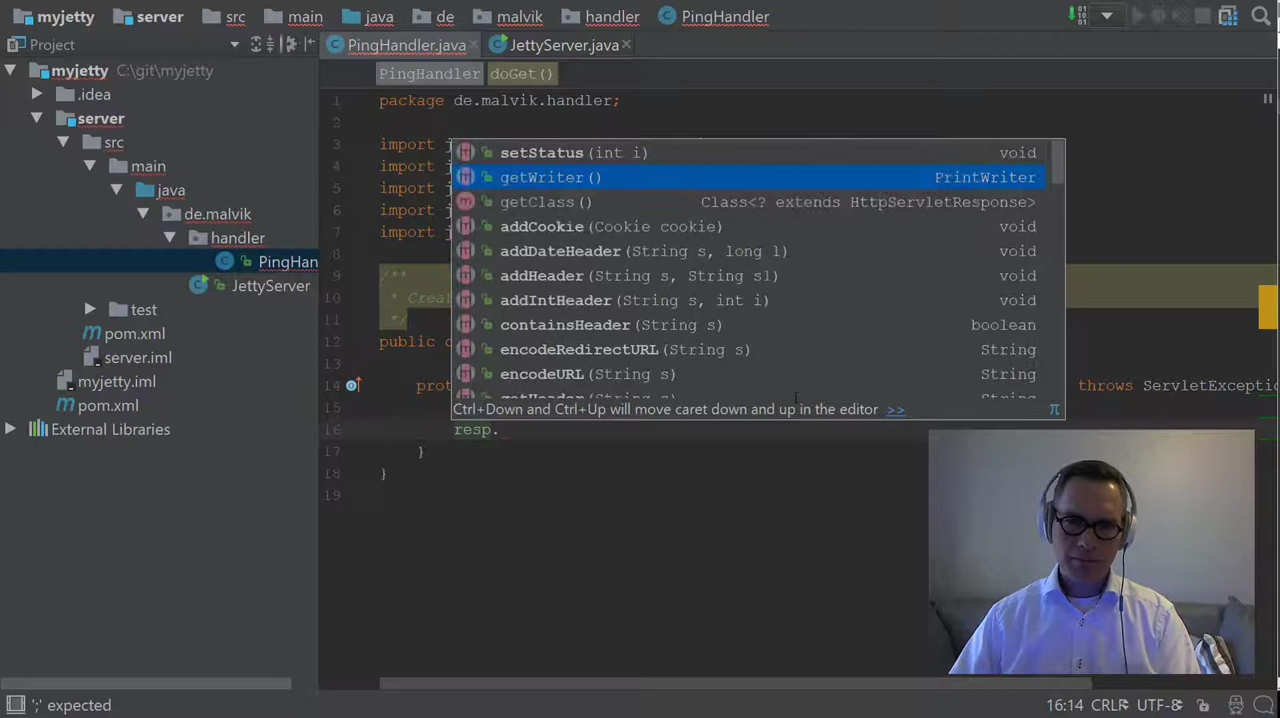 myjetty server src main java de malvik handler PingHandler
Project
PingHandler.java JettyServer.java
myjetty C:\git\myjetty
.idea
server
src
main
java
de.malvik
handler
PingHan
JettyServer
test
pom.xml
server.iml
myjetty.iml
pom.xml
External Libraries
PingHandler doGet()
1 package de.malvik.handler;
2
3 import j
4 import j
5 import j
6 import j
7 import j
8
9 /**
10 * Creat
11 */
12 public c
13
14 prot throws ServletExceptio
15
16 resp.
17 }
18 }
19
setStatus(int i) void
getWriter() PrintWriter
getClass() Class<? extends HttpServletResponse>
addCookie(Cookie cookie) void
addDateHeader(String s, long l) void
addHeader(String s, String s1) void
addIntHeader(String s, int i) void
containsHeader(String s) boolean
encodeRedirectURL(String s) String
encodeURL(String s) String
getHeader(String s) String
Ctrl+Down and Ctrl+Up will move caret down and up in the editor >> π
';' expected 16:14 CRLF UTF-8